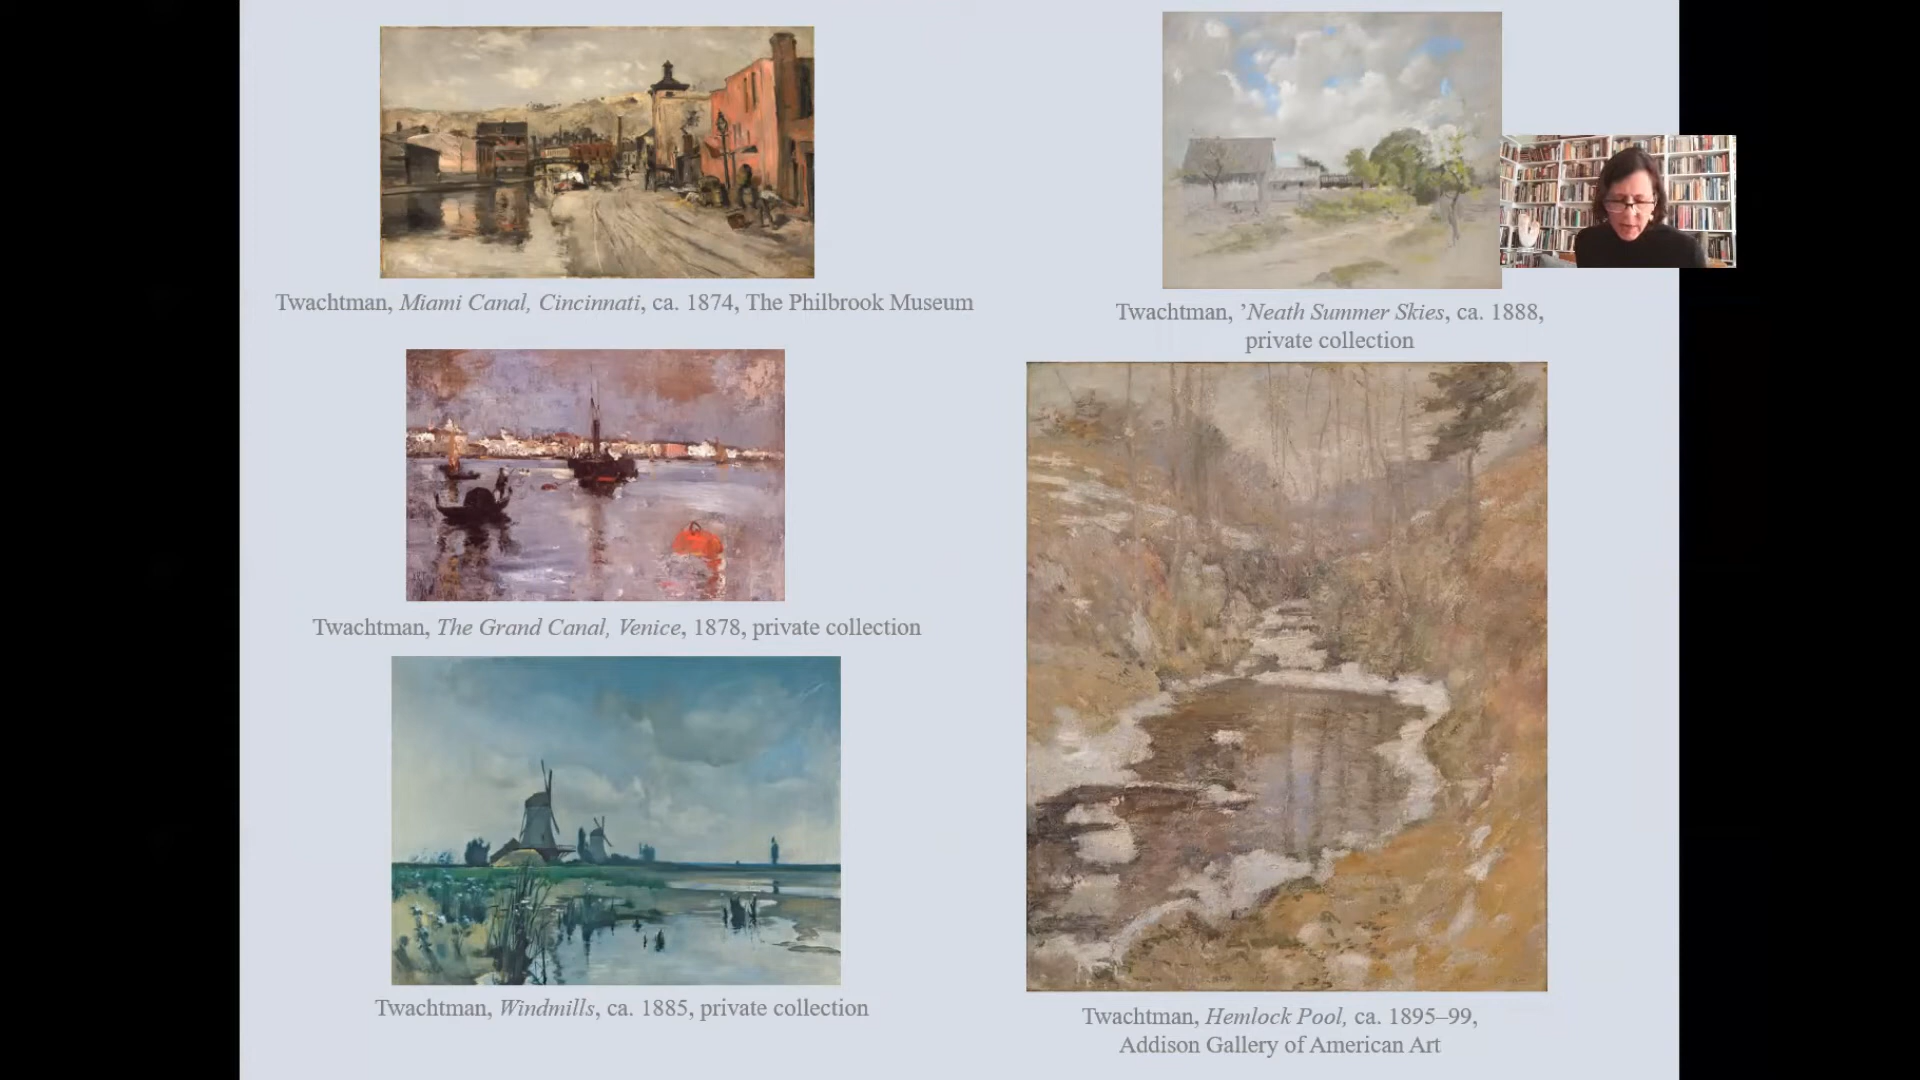 Twachtman, Miami Canal, Cincinnati, ca. 1874, The Philbrook Museum
Twachtman, The Grand Canal, Venice, 1878, private collection
Twachtman, Windmills, ca. 1885, private collection
Twachtman, ’Neath Summer Skies, ca. 1888,
private collection
Twachtman, Hemlock Pool, ca. 1895–99,
Addison Gallery of American Art